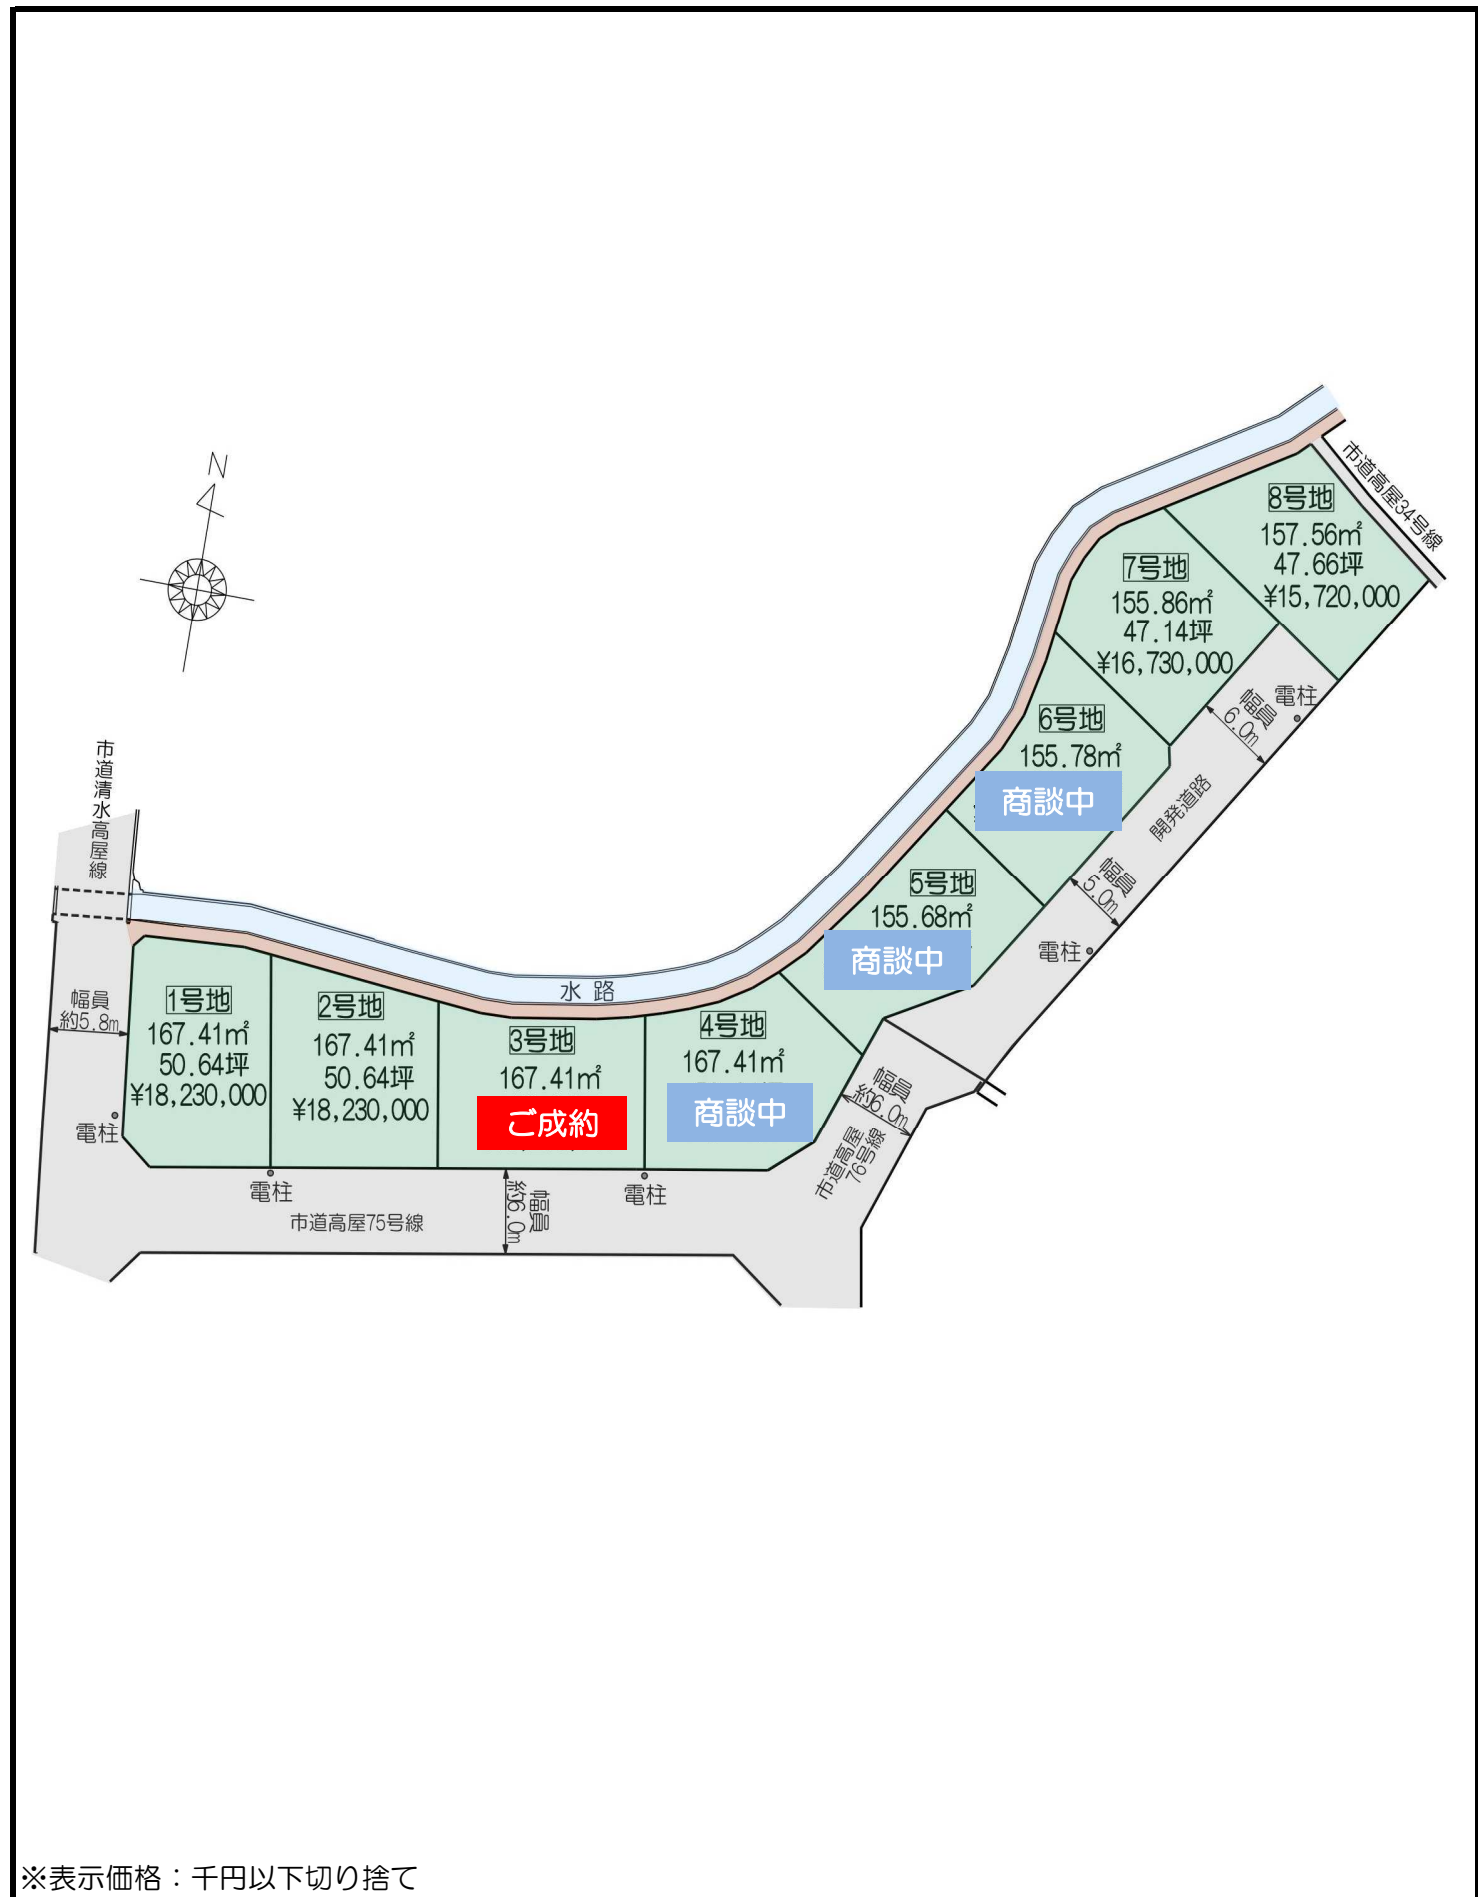 N
市道高屋34号線
8号地
157.56㎡
47.66坪
¥15,720,000
7号地
155.86㎡
47.14坪
¥16,730,000
6号地
155.78㎡
商談中
幅員
6.0m
電柱
開発道路
幅員
5.0m
電柱
5号地
155.68㎡
商談中
市道清水高屋線
幅員
約5.8m
電柱
水路
1号地
167.41㎡
50.64坪
¥18,230,000
2号地
167.41㎡
50.64坪
¥18,230,000
3号地
167.41㎡
ご成約
4号地
167.41㎡
商談中
幅員
約6.0m
市道高屋
76号線
電柱
電柱
市道高屋75号線
幅員
約6.0m
※表示価格：千円以下切り捨て